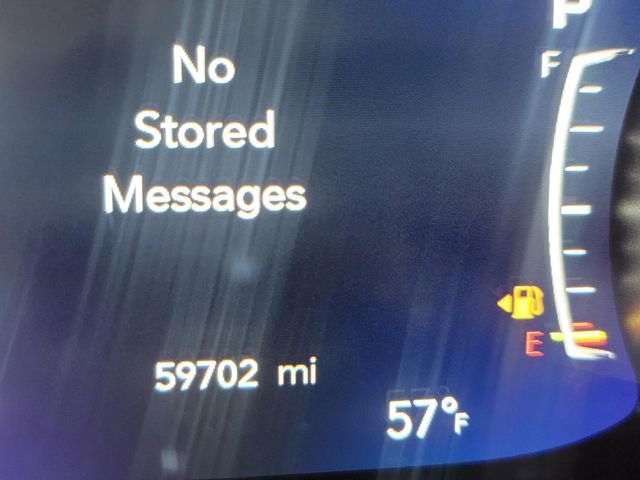 P
F
No
Stored
Messages
E
59702 mi
57°F